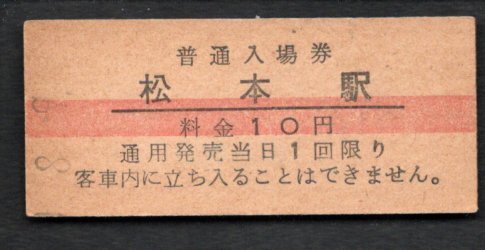 普通入場券
松本駅
料金10円
通用発売当日1回限り
客車内に立ち入ることはできません。